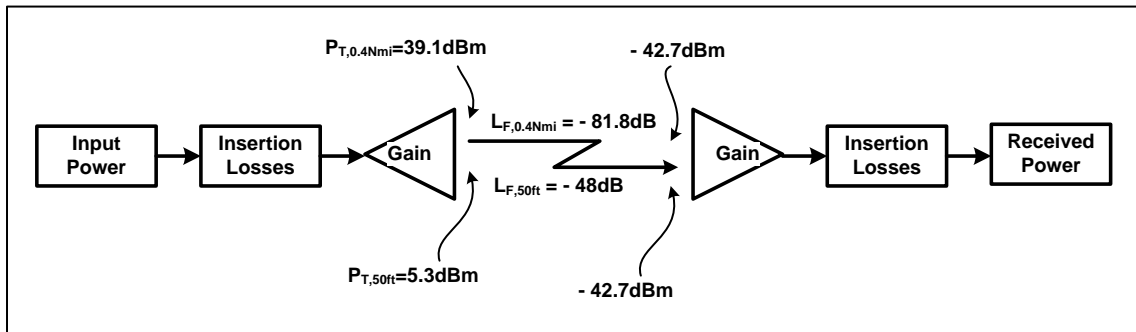 P_T,0.4Nmi=39.1dBm
- 42.7dBm
L_F,0.4Nmi = - 81.8dB
Input
Power
Insertion
Losses
Gain
Gain
Insertion
Losses
Received
Power
L_F,50ft = - 48dB
P_T,50ft=5.3dBm
- 42.7dBm